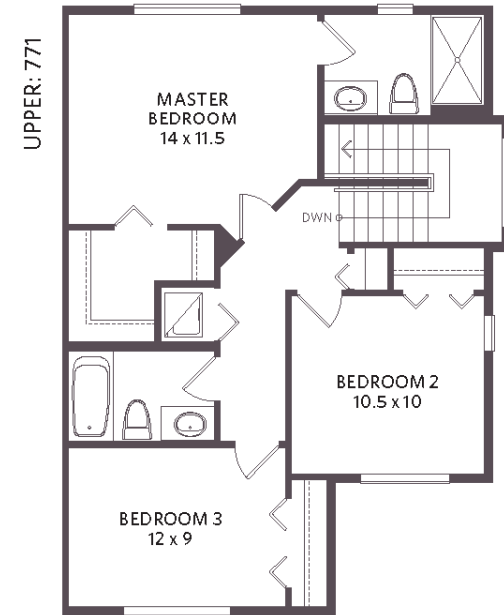 UPPER: 771
MASTER
BEDROOM
14 x 11.5
DWN
BEDROOM 2
10.5 x 10
BEDROOM 3
12 x 9